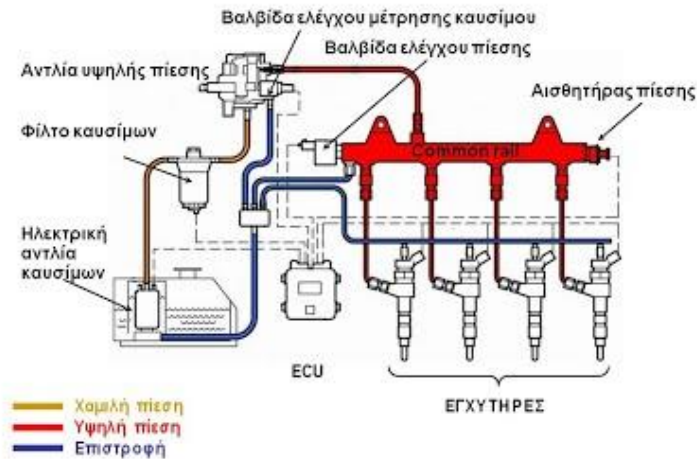 Βαλβίδα ελέγχου μέτρησης καυσίμου
Βαλβίδα ελέγχου πίεσης
Αντλία υψηλής πίεσης
Αισθητήρας πίεσης
Φίλτο καυσίμων
Common rail
Ηλεκτρική
αντλία
καυσίμων
ECU
ΕΓΧΥΤΗΡΕΣ
Χαμιλή πίεση
Υψηλή πίεση
Επιστροφή